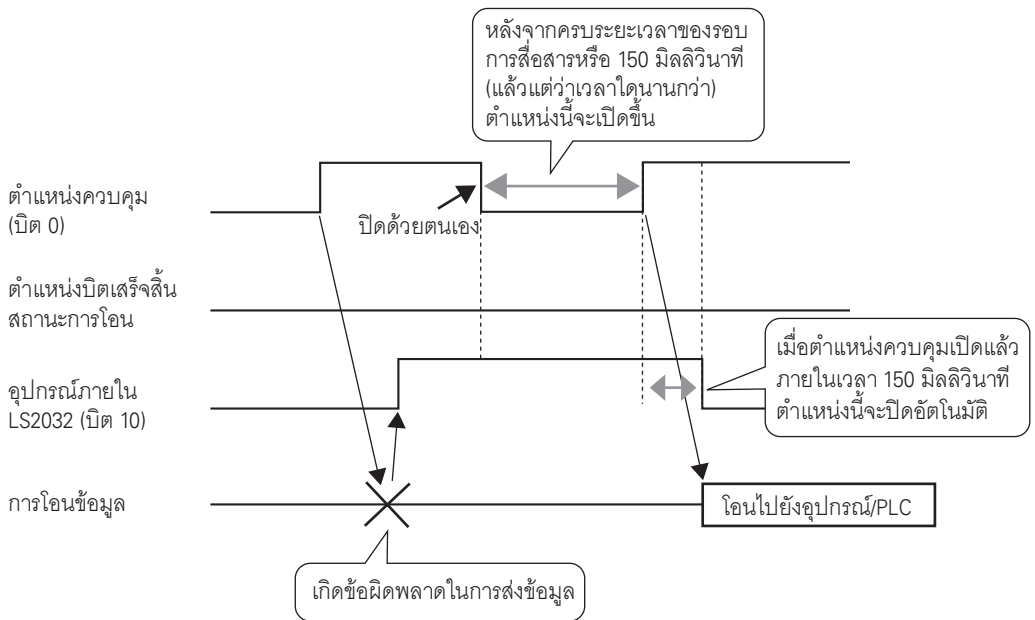 หลังจากครบระยะเวลาของรอบ
การสื่อสารหรือ 150 มิลลิวินาที
(แล้วแต่ว่าเวลาใดนานกว่า)
ตำแหน่งนี้จะเปิดขึ้น
ตำแหน่งควบคุม
(บิต 0)
ปิดด้วยตนเอง
ตำแหน่งบิตเสร็จสิ้น
สถานะการโอน
เมื่อตำแหน่งควบคุมเปิดแล้ว
ภายในเวลา 150 มิลลิวินาที
ตำแหน่งนี้จะปิดอัตโนมัติ
อุปกรณ์ภายใน
LS2032 (บิต 10)
การโอนข้อมูล
โอนไปยังอุปกรณ์/PLC
เกิดข้อผิดพลาดในการส่งข้อมูล